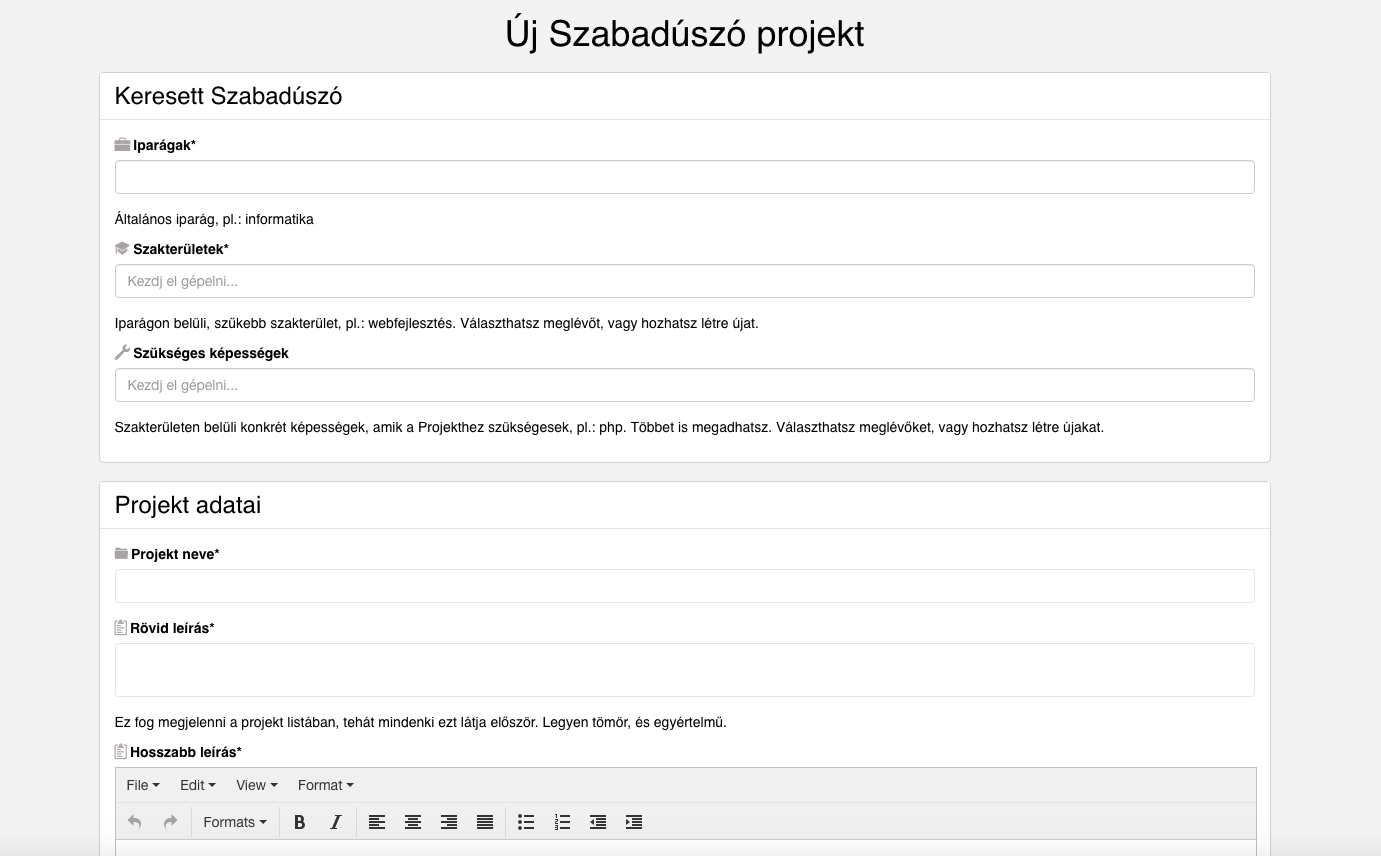 Új Szabadúszó projekt
Keresett Szabadúszó
Iparágak*
Általános iparág, pl.: informatika
Szakterületek*
Kezdj el gépelni...
Iparágon belüli, szűkebb szakterület, pl.: webfejlesztés. Választhatsz meglévőt, vagy hozhatsz létre újat.
Szükséges képességek
Kezdj el gépelni...
Szakterületen belüli konkrét képességek, amik a Projekthez szükségesek, pl.: php. Többet is megadhatsz. Választhatsz meglévőket, vagy hozhatsz létre újakat.
Projekt adatai
Projekt neve*
Rövid leírás*
Ez fog megjelenni a projekt listában, tehát mindenki ezt látja először. Legyen tömör, és egyértelmű.
Hosszabb leírás*
File Edit View Format
Formats B I